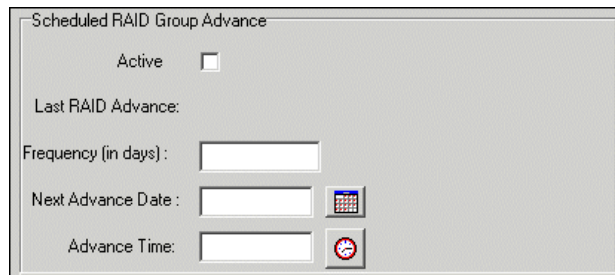 Scheduled RAID Group Advance
Active
Last RAID Advance:
Frequency (in days) :
Next Advance Date :
Advance Time: